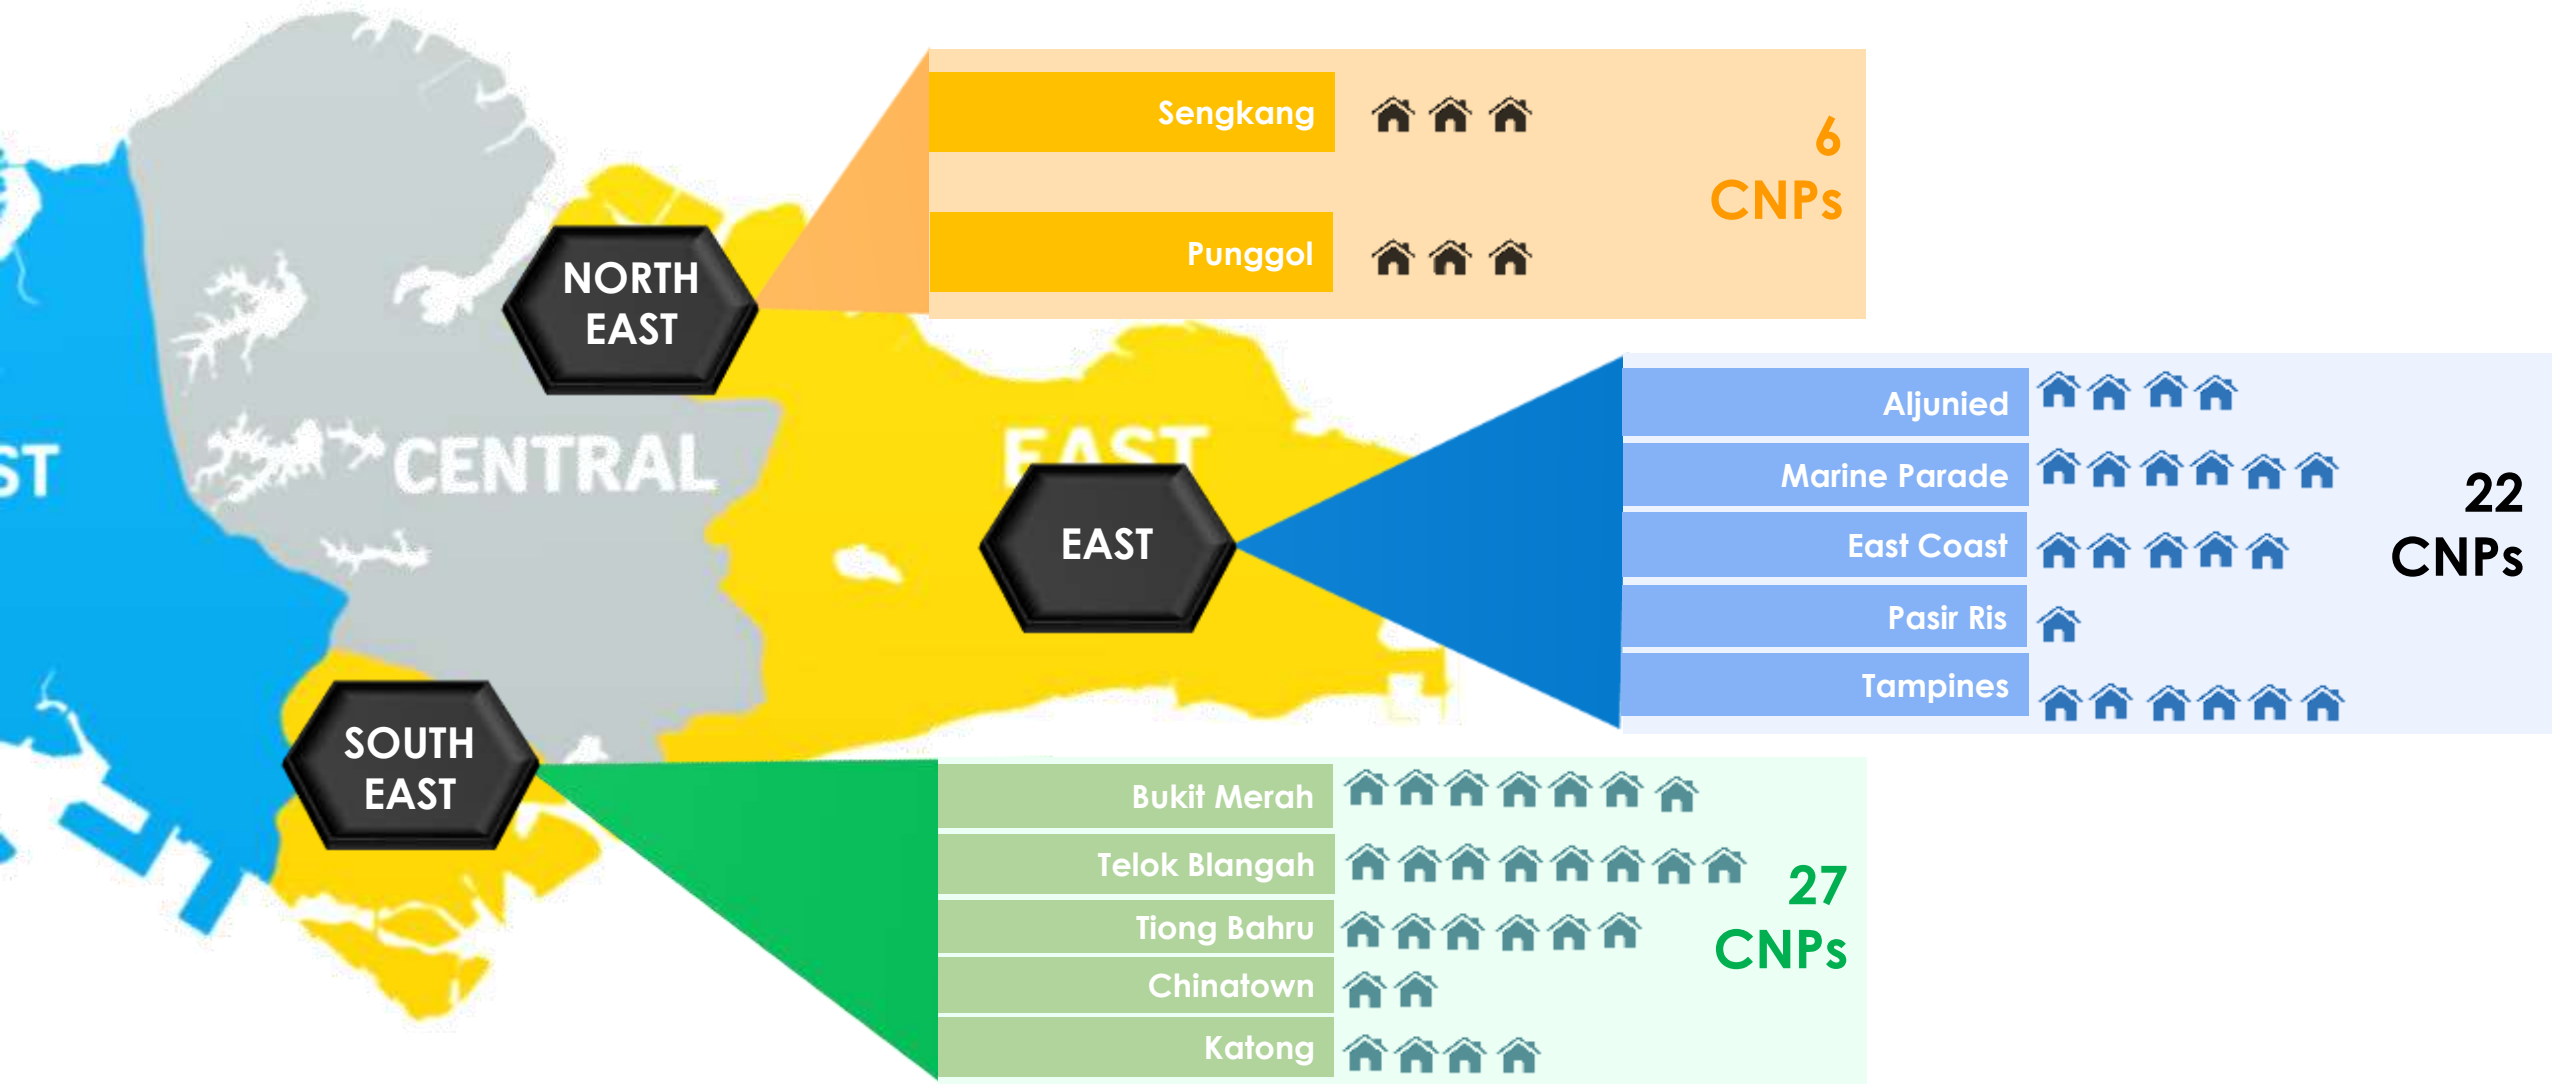 Sengkang
6
CNPs
Punggol
NORTH
EAST
CENTRAL
EAST
ST
EAST
Aljunied
Marine Parade
East Coast
Pasir Ris
Tampines
22
CNPs
SOUTH
EAST
Bukit Merah
Telok Blangah
Tiong Bahru
Chinatown
Katong
27
CNPs